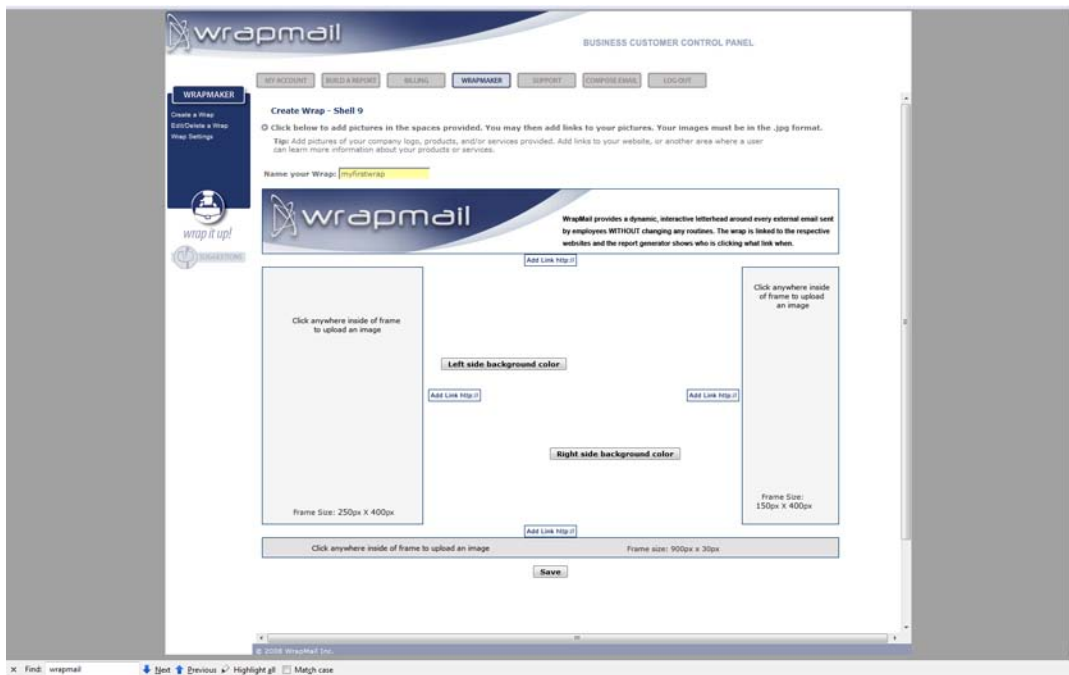 wrapmail
BUSINESS CUSTOMER CONTROL PANEL
MY ACCOUNT BUILD A REPORT BILLING WRAPMAKER SUPPORT COMPOSE EMAIL LOG OUT
WRAPMAKER
Create a Wrap
Edit/Delete a Wrap
Wrap Settings
wrap it up!
SUGGESTIONS
Create Wrap - Shell 9
Click below to add pictures in the spaces provided. You may then add links to your pictures. Your images must be in the .jpg format.
Tip: Add pictures of your company logo, products, and/or services provided. Add links to your website, or another area where a user
can learn more information about your products or services.
Name your Wrap: myfirstwrap
wrapmail
WrapMail provides a dynamic, interactive letterhead around every external email sent
by employees WITHOUT changing any routines. The wrap is linked to the respective
websites and the report generator shows who is clicking what link when.
Add Link http://
Click anywhere inside of frame
to upload an image
Click anywhere inside
of frame to upload
an image
Left side background color
Add Link http://
Add Link http://
Right side background color
Frame Size: 250px X 400px
Frame Size:
150px X 400px
Add Link http://
Click anywhere inside of frame to upload an image
Frame size: 900px x 30px
Save
© 2008 WrapMail Inc.
× Find: wrapmail Next Previous Highlight all Match case